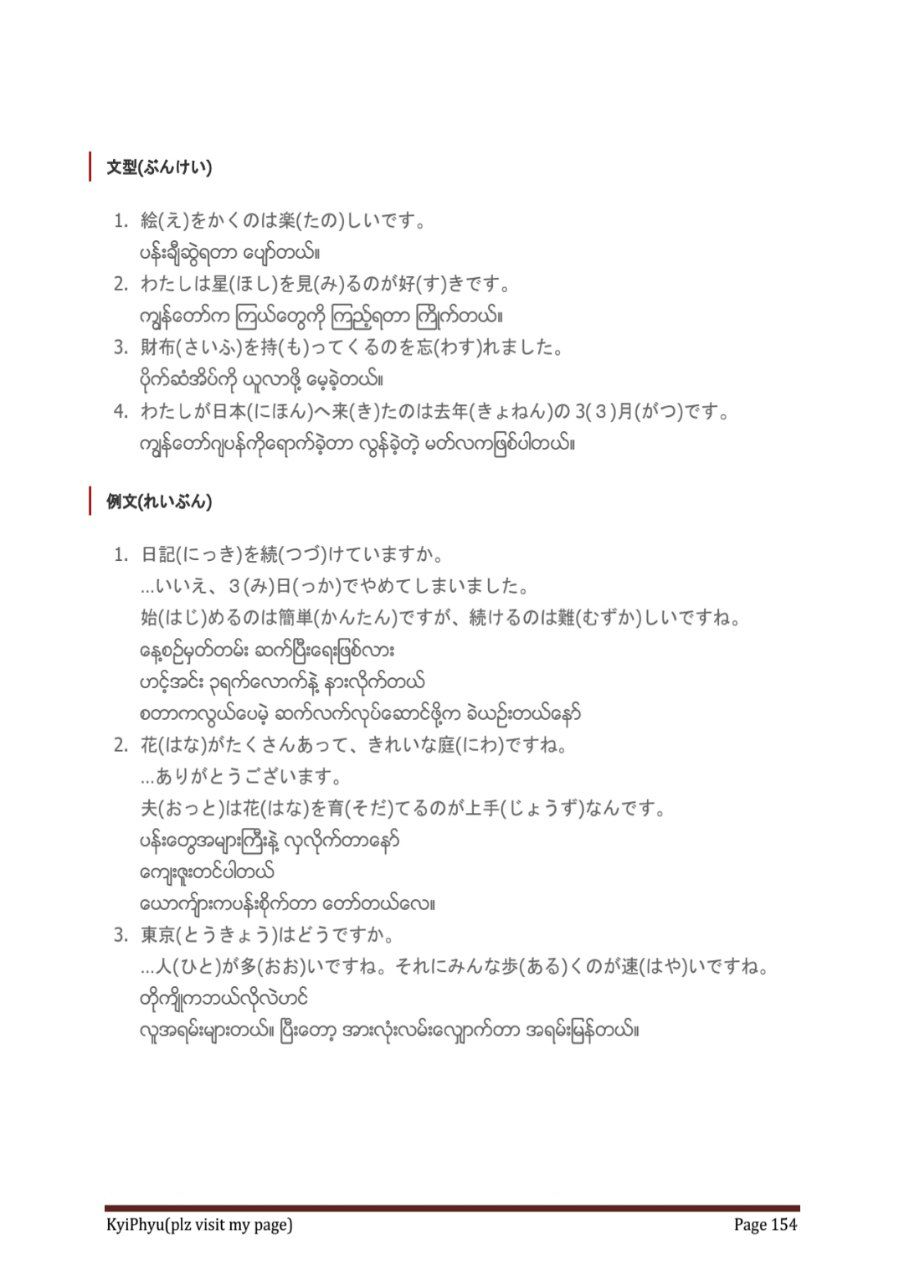 文型(ぶんけい)
1. 絵(え)をかくのは楽(たの)しいです。
ပန်းချီဆွဲရတာ ပျော်တယ်။
2. わたしは星(ほし)を見(み)るのが好(す)きです。
ကျွန်တော်က ကြယ်တွေကို ကြည့်ရတာ ကြိုက်တယ်။
3. 財布(さいふ)を持(も)ってくるのを忘(わす)れました。
ပိုက်ဆံအိပ်ကို ယူလာဖို့ မေ့ခဲ့တယ်။
4. わたしが日本(にほん)へ来(き)たのは去年(きょねん)の 3(３)月(がつ)です。
ကျွန်တော်ဂျပန်ကိုရောက်ခဲ့တာ လွန်ခဲ့တဲ့ မတ်လကဖြစ်ပါတယ်။
例文(れいぶん)
1. 日記(にっき)を続(つづ)けていますか。
...いいえ、３(み)日(っか)でやめてしまいました。
始(はじ)めるのは簡単(かんたん)ですが、続けるのは難(むずか)しいですね。
နေ့စဉ်မှတ်တမ်း ဆက်ပြီးရေးဖြစ်လား
ဟင့်အင်း ၃ရက်လောက်နဲ့ နားလိုက်တယ်
စတာကလွယ်ပေမဲ့ ဆက်လက်လုပ်ဆောင်ဖို့က ခဲယဉ်းတယ်နော်
2. 花(はな)がたくさんあって、きれいな庭(にわ)ですね。
...ありがとうございます。
夫(おっと)は花(はな)を育(そだ)てるのが上手(じょうず)なんです。
ပန်းတွေအများကြီးနဲ့ လှလိုက်တာနော်
ကျေးဇူးတင်ပါတယ်
ယောက်ျားကပန်းစိုက်တာ တော်တယ်လေ။
3. 東京(とうきょう)はどうですか。
...人(ひと)が多(おお)いですね。それにみんな歩(ある)くのが速(はや)いですね。
တိုကျိုကဘယ်လိုလဲဟင်
လူအရမ်းများတယ်။ ပြီးတော့ အားလုံးလမ်းလျှောက်တာ အရမ်းမြန်တယ်။
KyiPhyu(plz visit my page) Page 154